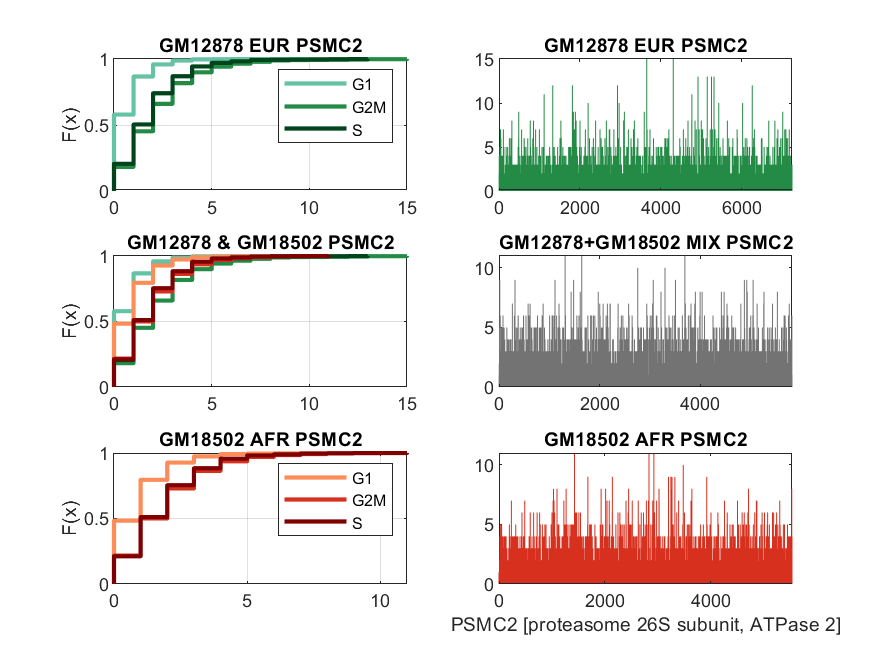 GM12878 EUR PSMC2
F(x)
1
0.5
0
0 5 10 15
G1
G2M
S
GM12878 EUR PSMC2
15
10
5
0
0 2000 4000 6000
GM12878 & GM18502 PSMC2
F(x)
1
0.5
0
0 5 10 15
GM12878+GM18502 MIX PSMC2
10
5
0
0 2000 4000
GM18502 AFR PSMC2
F(x)
1
0.5
0
0 5 10
G1
G2M
S
GM18502 AFR PSMC2
10
5
0
0 2000 4000
PSMC2 [proteasome 26S subunit, ATPase 2]